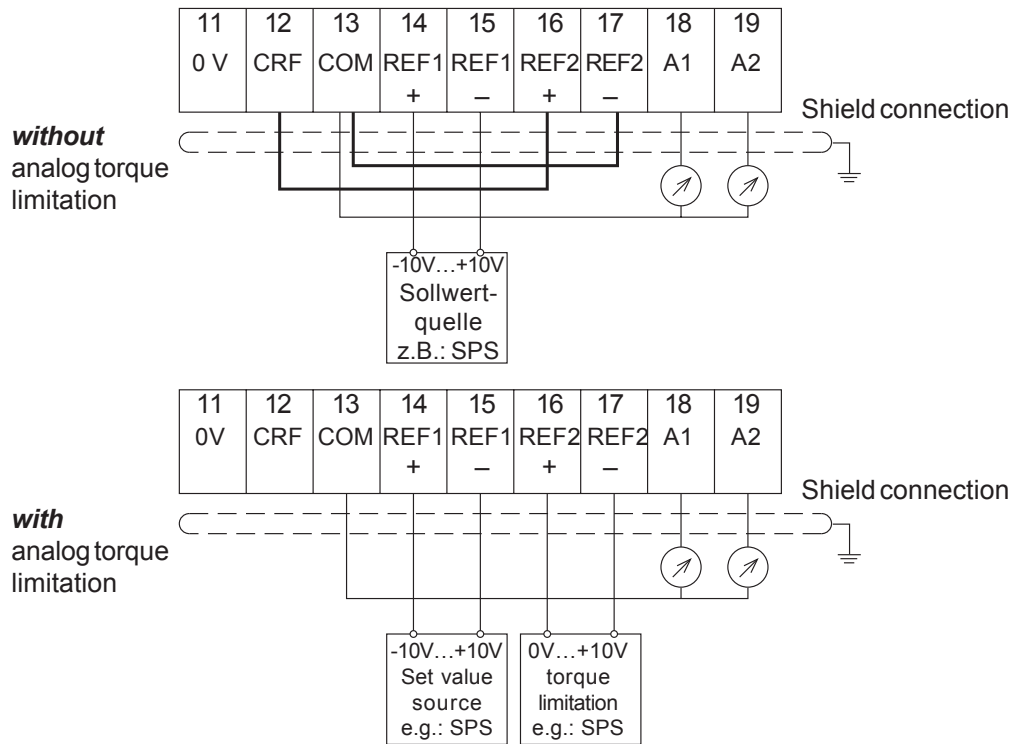 11 12 13 14 15 16 17 18 19
0 V CRF COM REF1 REF1 REF2 REF2 A1 A2
+ – + –
Shield connection
without
analog torque
limitation
-10V...+10V
Sollwert-
quelle
z.B.: SPS
11 12 13 14 15 16 17 18 19
0V CRF COM REF1 REF1 REF2 REF2 A1 A2
+ – + –
Shield connection
with
analog torque
limitation
-10V...+10V
Set value
source
e.g.: SPS
0V...+10V
torque
limitation
e.g.: SPS